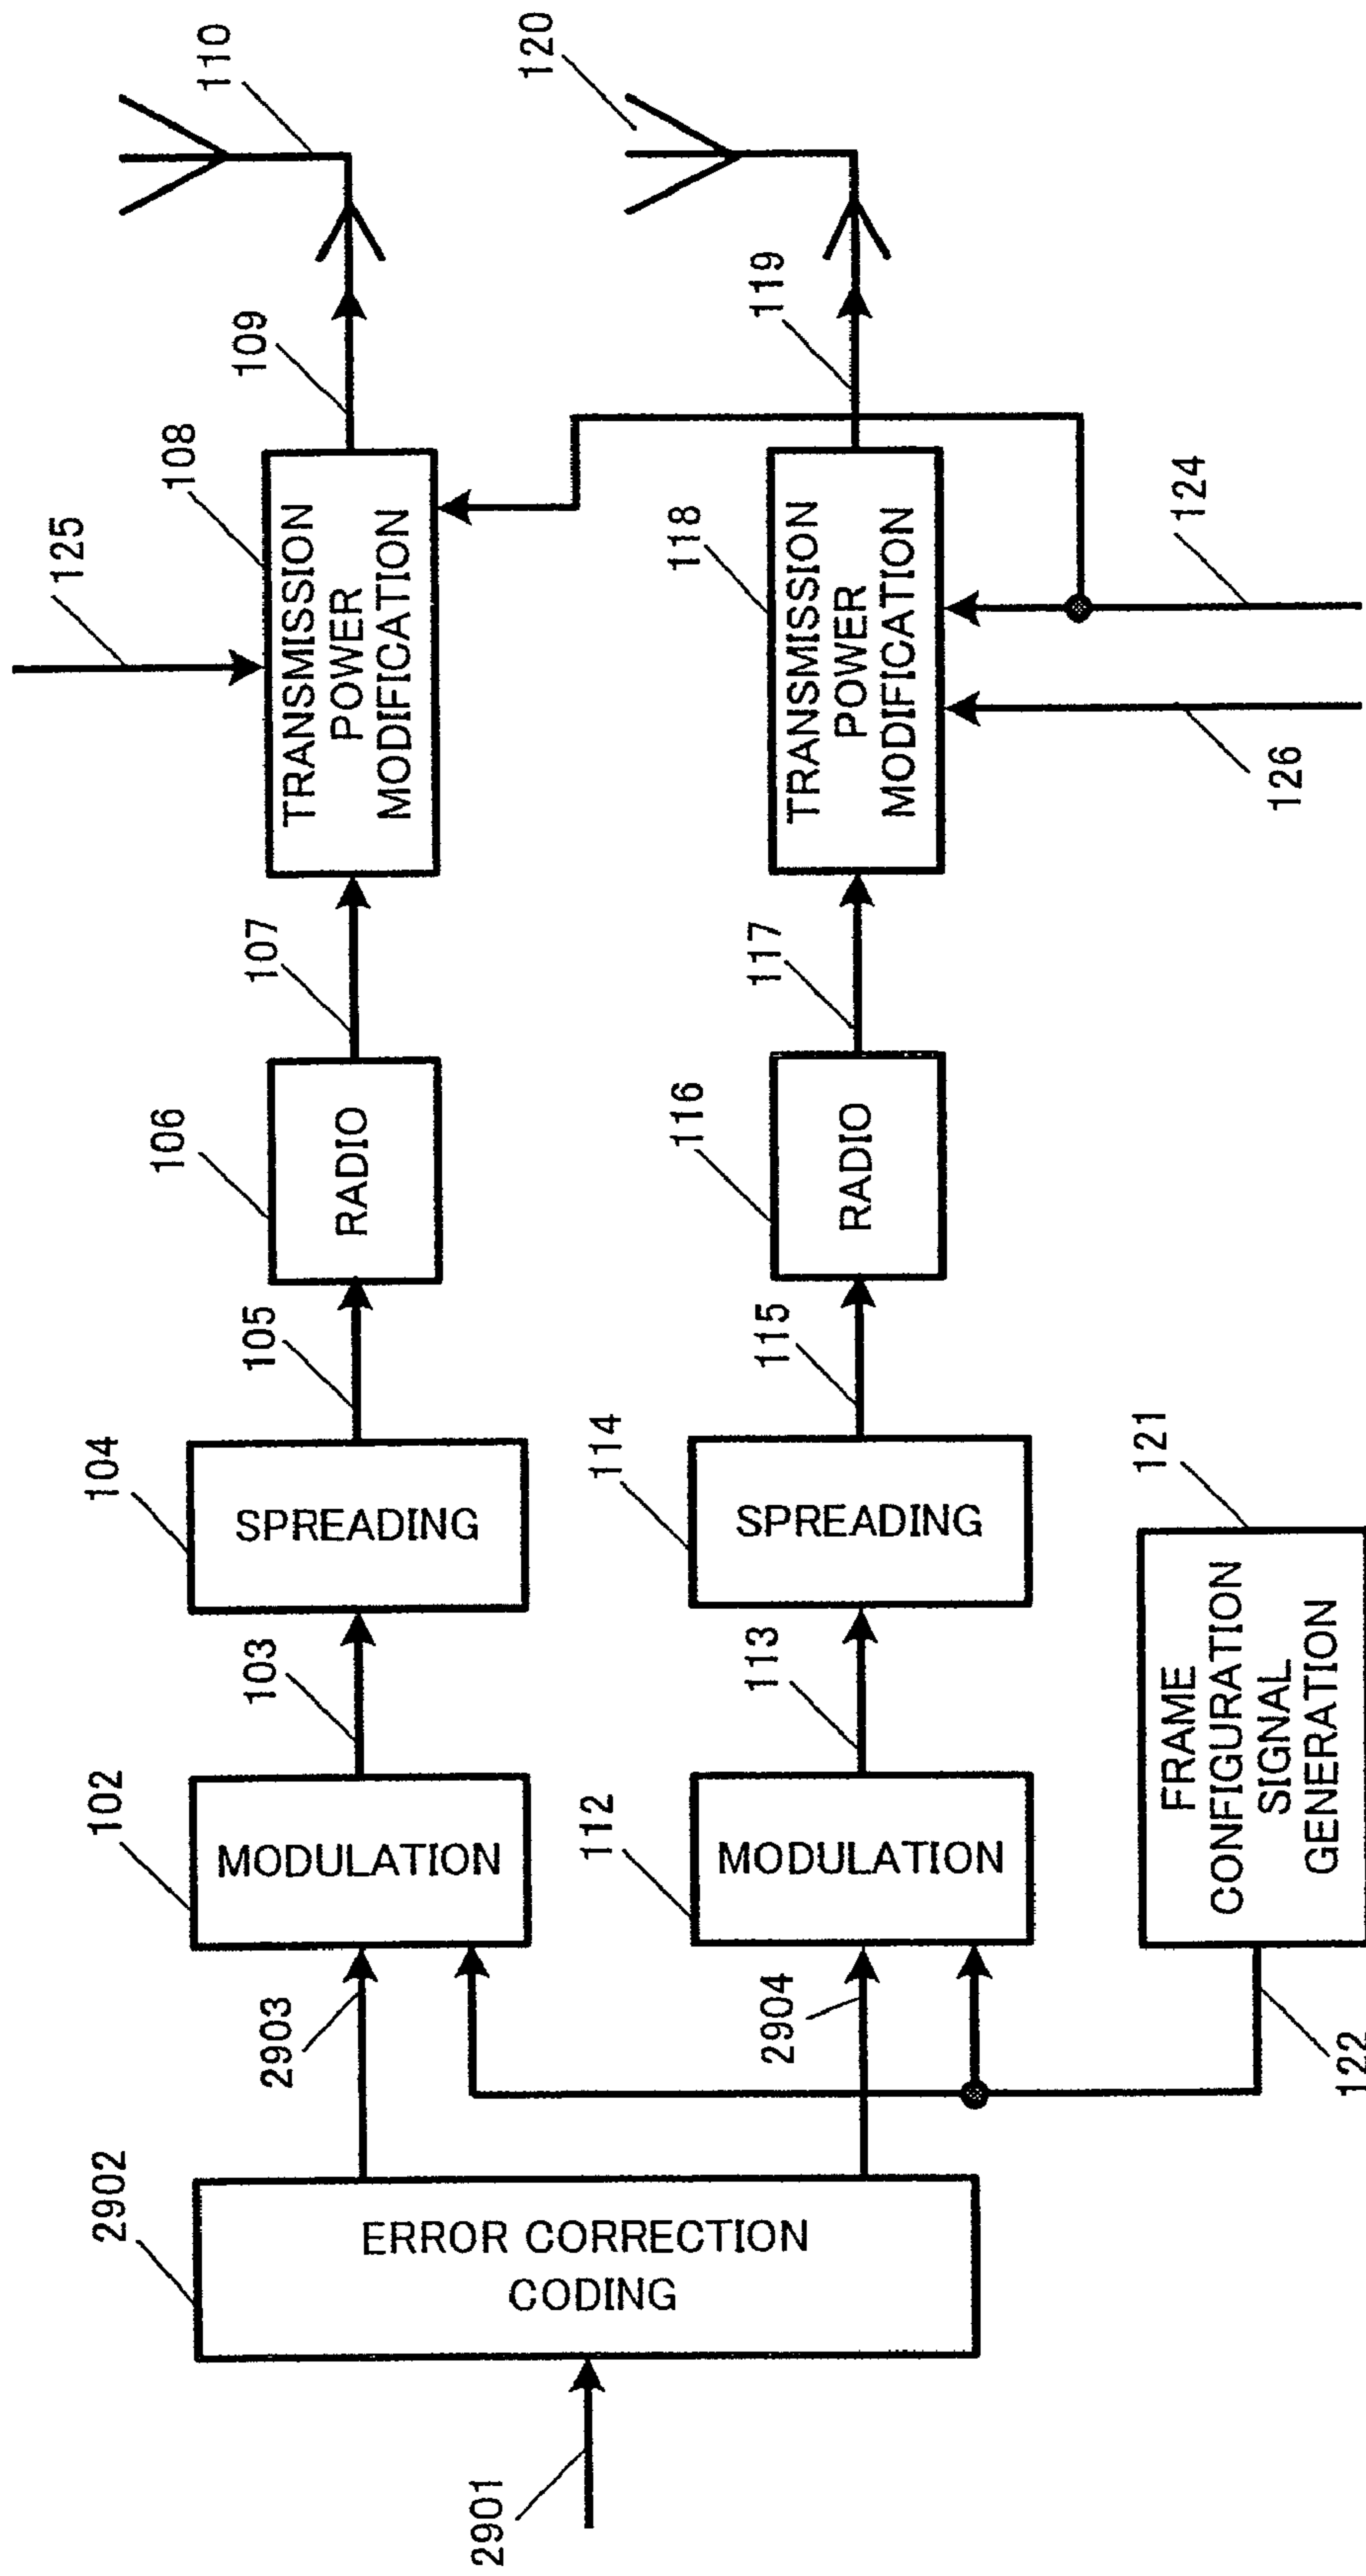 2901
2902
ERROR CORRECTION
CODING
2903
102
MODULATION
103
104
SPREADING
105
106
RADIO
107
108
TRANSMISSION
POWER
MODIFICATION
125
109
110
2904
112
MODULATION
113
114
SPREADING
115
116
RADIO
117
118
TRANSMISSION
POWER
MODIFICATION
119
120
122
FRAME
CONFIGURATION
SIGNAL
GENERATION
121
126
124